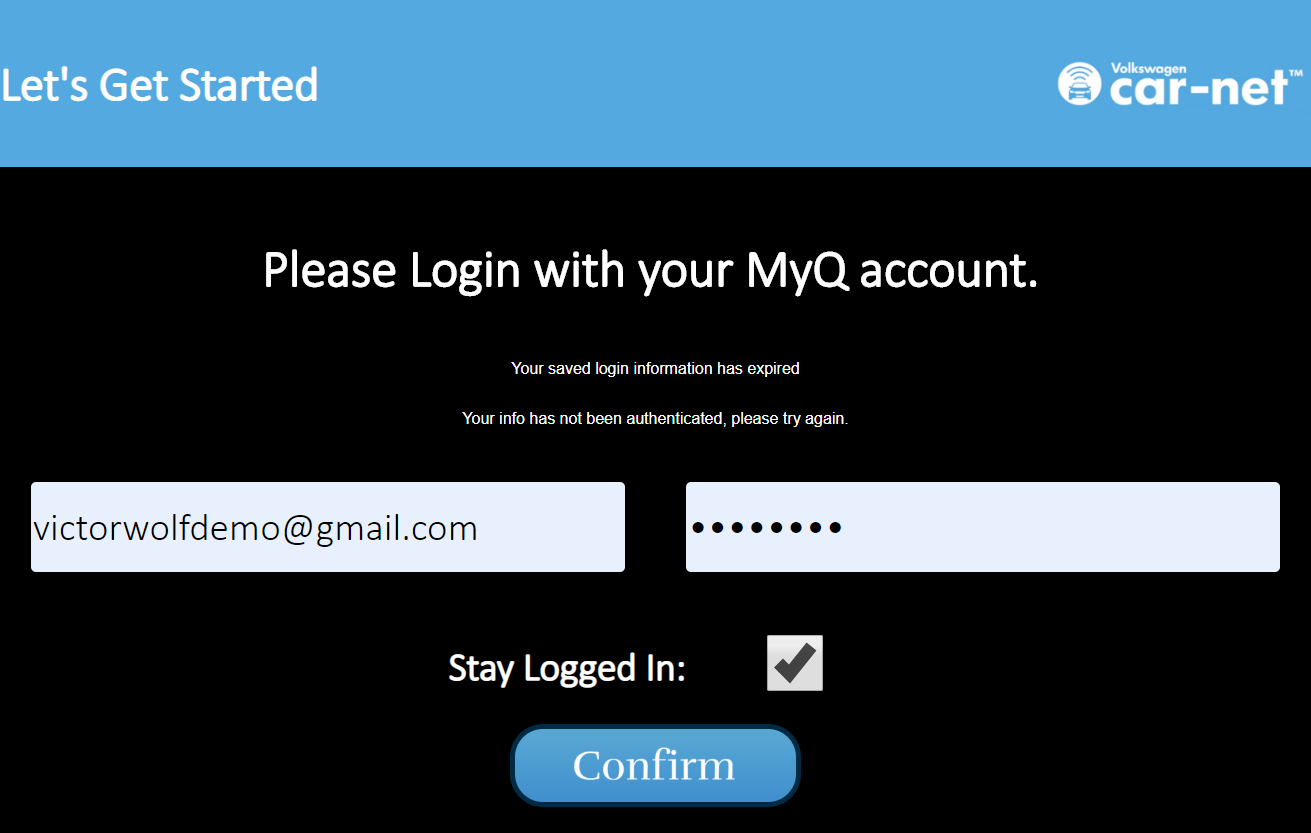 Let's Get Started
Volkswagen
car-net™
Please Login with your MyQ account.
Your saved login information has expired
Your info has not been authenticated, please try again.
victorwolfdemo@gmail.com
••••••••
Stay Logged In:
Confirm